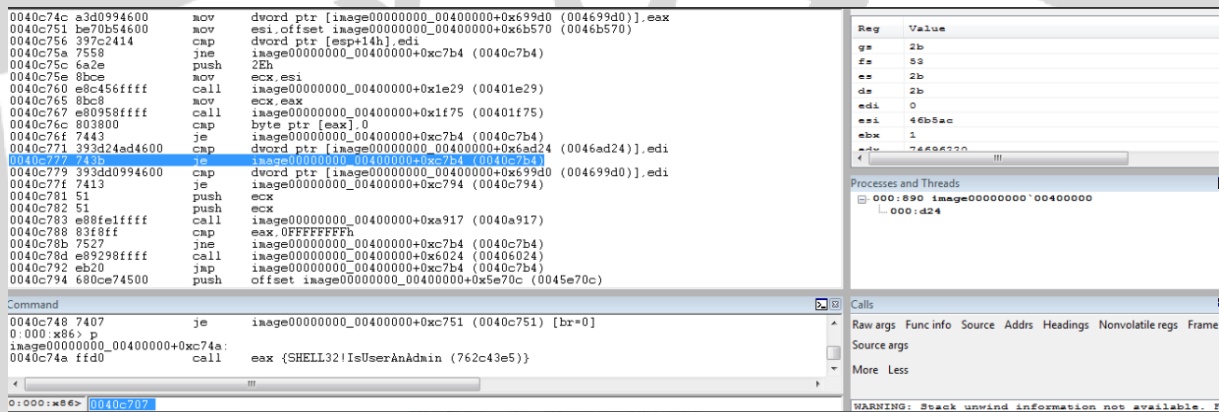 0040c74c a3d0994600 mov dword ptr [image00000000_00400000+0x699d0 (004699d0)],eax
0040c751 be70b54600 mov esi,offset image00000000_00400000+0x6b570 (0046b570)
0040c756 397c2414 cmp dword ptr [esp+14h],edi
0040c75a 7558 jne image00000000_00400000+0xc7b4 (0040c7b4)
0040c75c 6a2e push 2Eh
0040c75e 8bce mov ecx,esi
0040c760 e8c456ffff call image00000000_00400000+0x1e29 (00401e29)
0040c765 8bc8 mov ecx,eax
0040c767 e80958ffff call image00000000_00400000+0x1f75 (00401f75)
0040c76c 803800 cmp byte ptr [eax],0
0040c76f 7443 je image00000000_00400000+0xc7b4 (0040c7b4)
0040c771 393d24ad4600 cmp dword ptr [image00000000_00400000+0x6ad24 (0046ad24)],edi
0040c777 743b je image00000000_00400000+0xc7b4 (0040c7b4)
0040c779 393dd0994600 cmp dword ptr [image00000000_00400000+0x699d0 (004699d0)],edi
0040c77f 7413 je image00000000_00400000+0xc794 (0040c794)
0040c781 51 push ecx
0040c782 51 push ecx
0040c783 e88fe1ffff call image00000000_00400000+0xa917 (0040a917)
0040c788 83f8ff cmp eax,0FFFFFFFFh
0040c78b 7527 jne image00000000_00400000+0xc7b4 (0040c7b4)
0040c78d e89298ffff call image00000000_00400000+0x6024 (00406024)
0040c792 eb20 jmp image00000000_00400000+0xc7b4 (0040c7b4)
0040c794 680ce74500 push offset image00000000_00400000+0x5e70c (0045e70c)
Reg Value
gs 2b
fs 53
es 2b
ds 2b
edi 0
esi 46b5ac
ebx 1
Processes and Threads
000:890 image00000000`00400000
000:d24
Command
0040c748 7407 je image00000000_00400000+0xc751 (0040c751) [br=0]
0:000:x86> p
image00000000_00400000+0xc74a:
0040c74a ffd0 call eax {SHELL32!IsUserAnAdmin (762c43e5)}
0:000:x86> 0040c707
Calls
Raw args Func info Source Addrs Headings Nonvolatile regs Frame
Source args
More Less
WARNING: Stack unwind information not available.